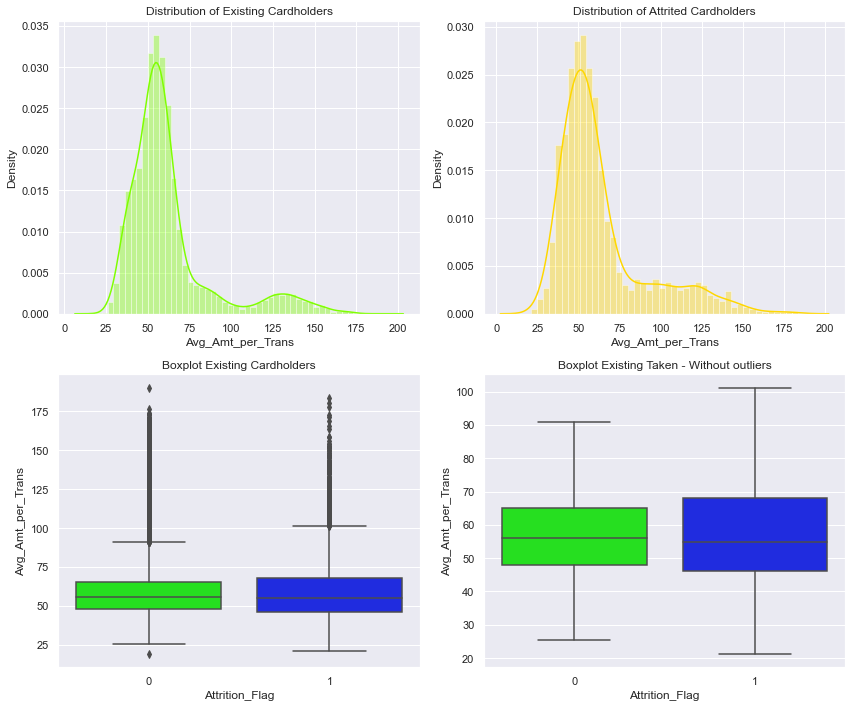 Distribution of Existing Cardholders
0.035
0.030
0.025
0.020
0.015
0.010
0.005
0.000
Density
0 25 50 75 100 125 150 175 200
Avg_Amt_per_Trans
Distribution of Attrited Cardholders
0.030
0.025
0.020
0.015
0.010
0.005
0.000
Density
0 25 50 75 100 125 150 175 200
Avg_Amt_per_Trans
Boxplot Existing Cardholders
175
150
125
100
75
50
25
Avg_Amt_per_Trans
0 1
Attrition_Flag
Boxplot Existing Taken - Without outliers
100
90
80
70
60
50
40
30
20
Avg_Amt_per_Trans
0 1
Attrition_Flag